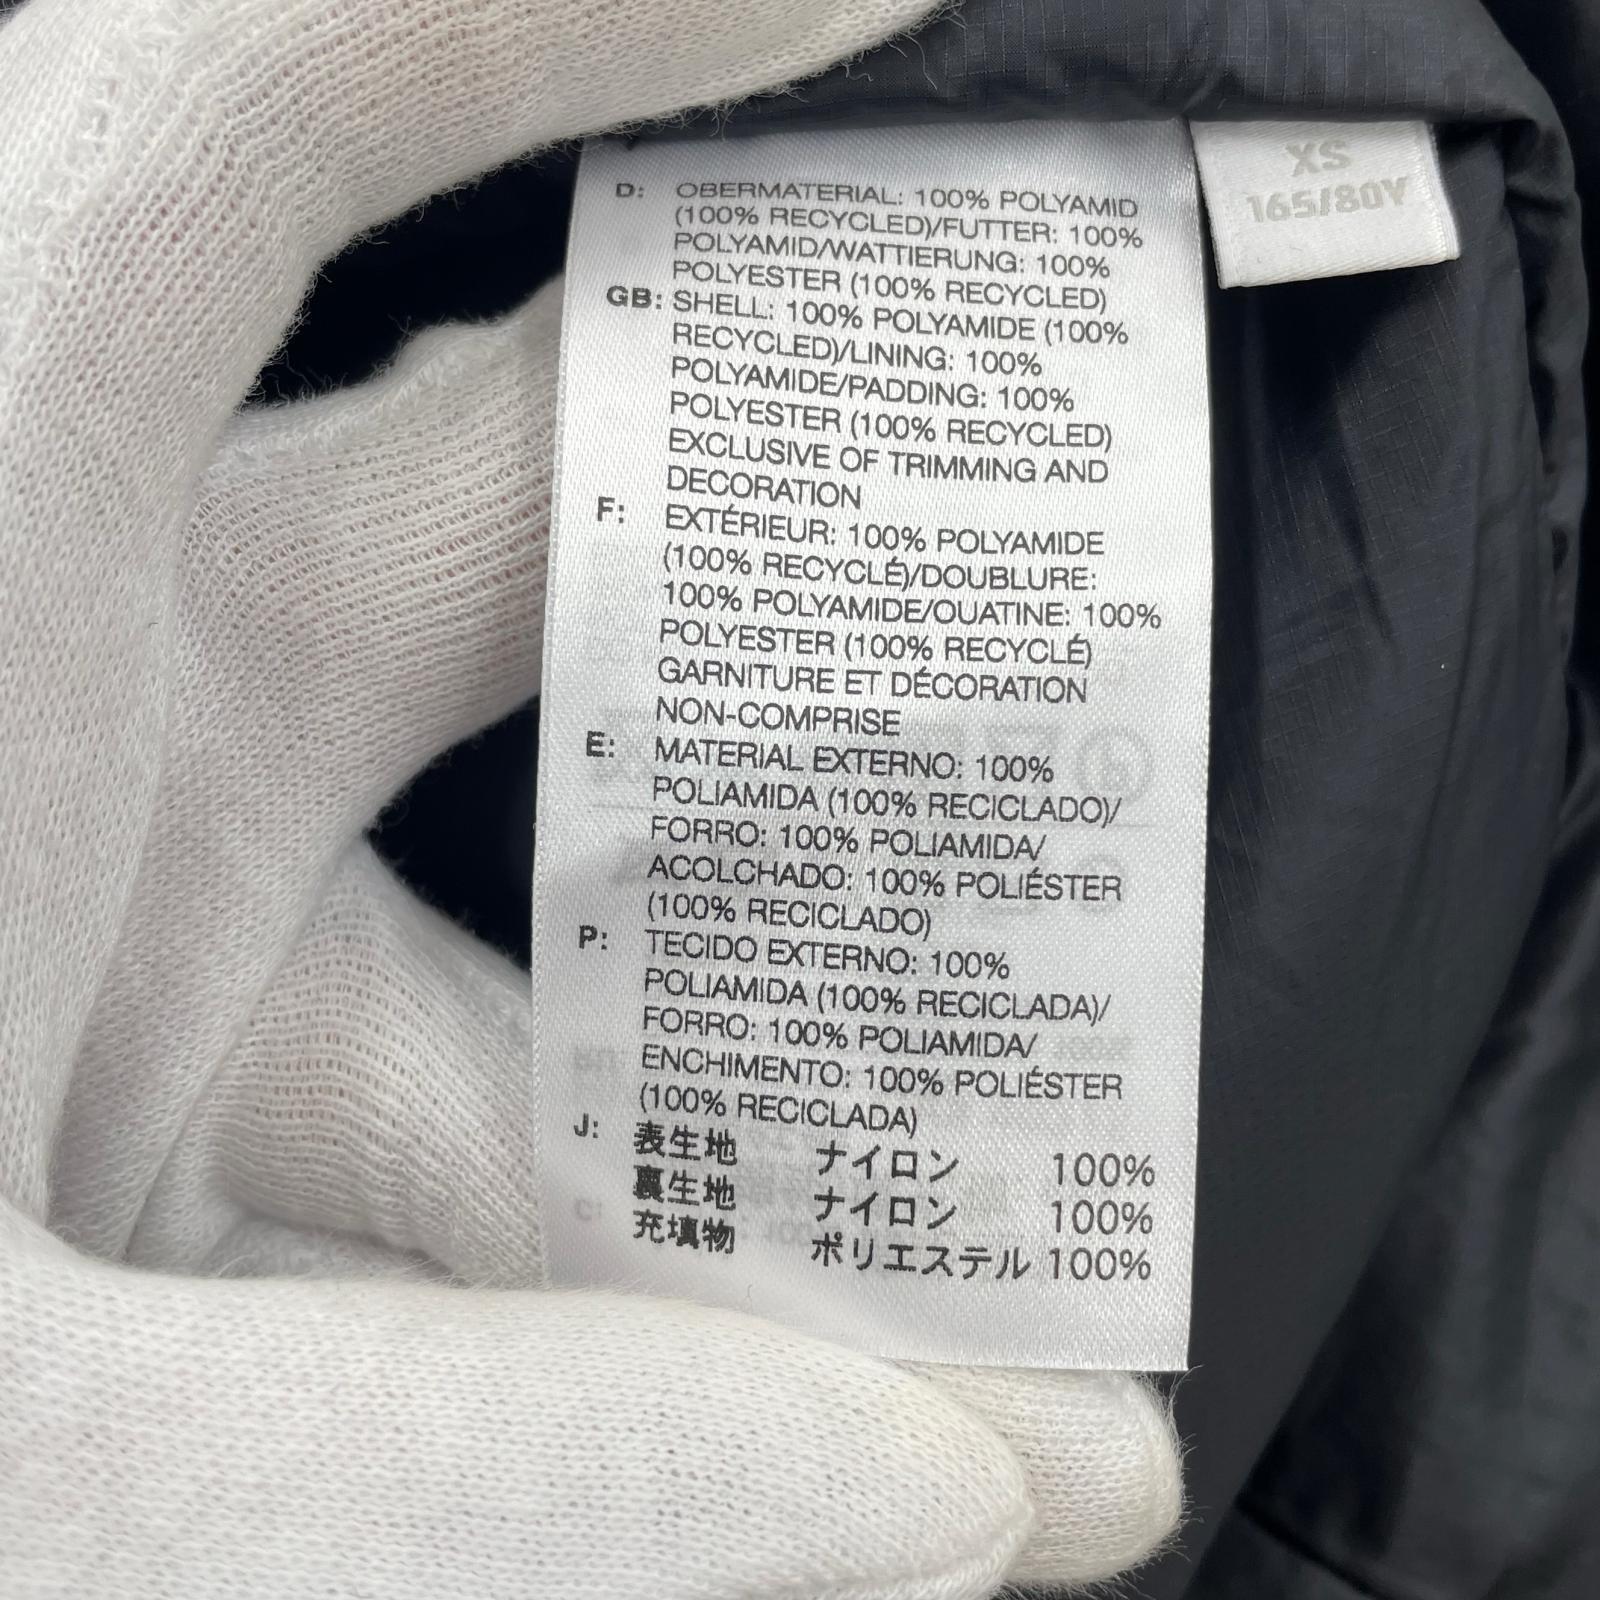 XS
165/80Y
D: OBERMATERIAL: 100% POLYAMID
(100% RECYCLED)/FUTTER: 100%
POLYAMID/WATTIERUNG: 100%
POLYESTER (100% RECYCLED)
GB: SHELL: 100% POLYAMIDE (100%
RECYCLED)/LINING: 100%
POLYAMIDE/PADDING: 100%
POLYESTER (100% RECYCLED)
EXCLUSIVE OF TRIMMING AND
DECORATION
F: EXTÉRIEUR: 100% POLYAMIDE
(100% RECYCLÉ)/DOUBLURE:
100% POLYAMIDE/OUATINE: 100%
POLYESTER (100% RECYCLÉ)
GARNITURE ET DÉCORATION
NON-COMPRISE
E: MATERIAL EXTERNO: 100%
POLIAMIDA (100% RECICLADO)/
FORRO: 100% POLIAMIDA/
ACOLCHADO: 100% POLIÉSTER
(100% RECICLADO)
P: TECIDO EXTERNO: 100%
POLIAMIDA (100% RECICLADA)/
FORRO: 100% POLIAMIDA/
ENCHIMENTO: 100% POLIÉSTER
(100% RECICLADA)
J: 表生地 ナイロン 100%
裏生地 ナイロン 100%
充填物 ポリエステル 100%